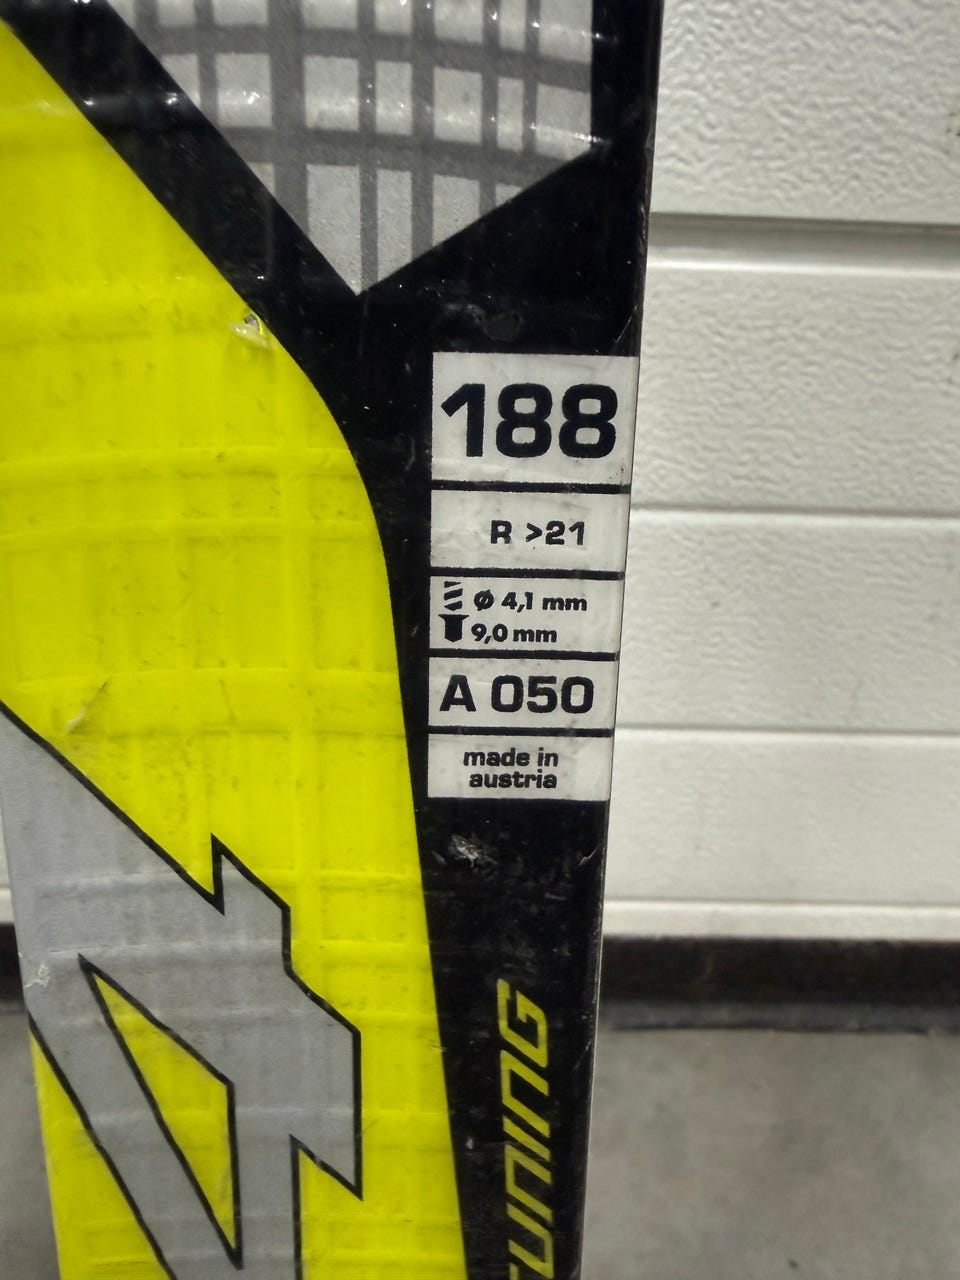 188
R >21
Ø 4,1 mm
9,0 mm
A 050
made in
austria
TUNING